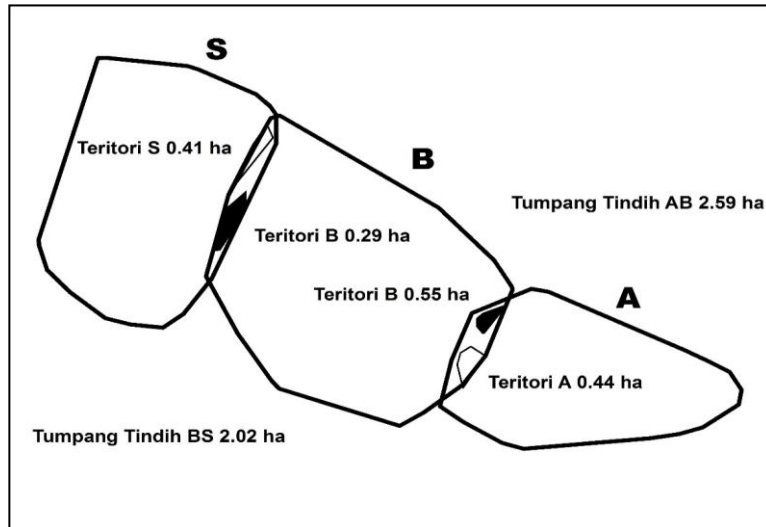 S
Teritori S 0.41 ha
B
Tumpang Tindih AB 2.59 ha
Teritori B 0.29 ha
Teritori B 0.55 ha
A
Teritori A 0.44 ha
Tumpang Tindih BS 2.02 ha